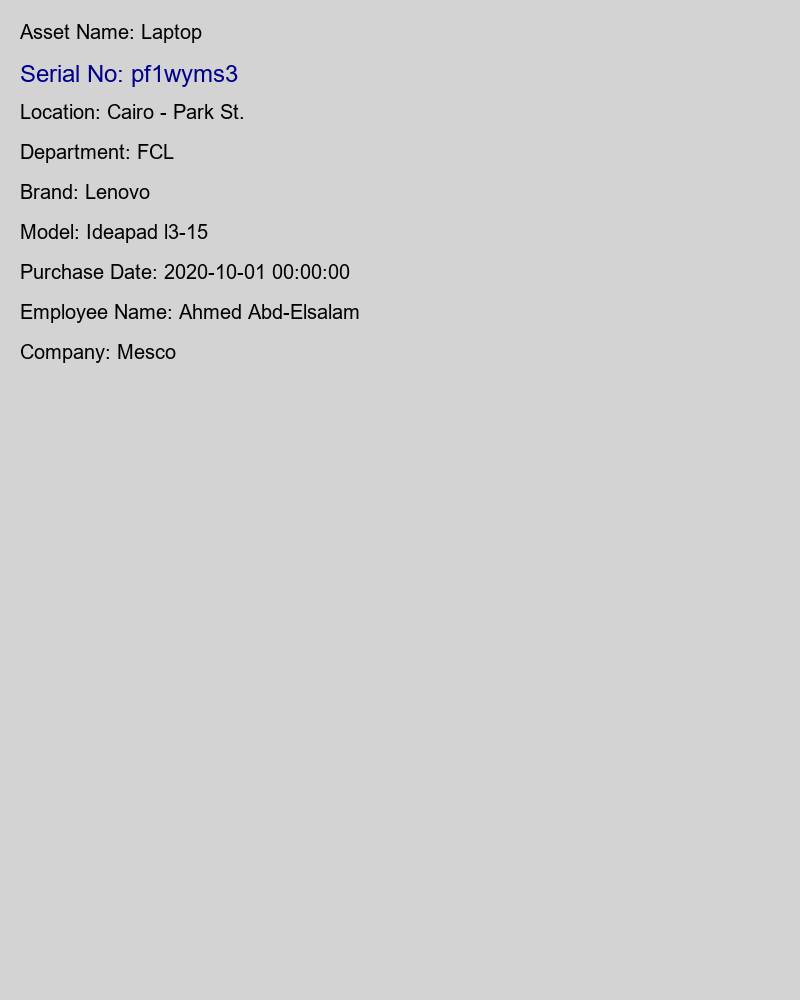 Asset Name: Laptop
Serial No: pf1wyms3
Location: Cairo - Park St.
Department: FCL
Brand: Lenovo
Model: Ideapad l3-15
Purchase Date: 2020-10-01 00:00:00
Employee Name: Ahmed Abd-Elsalam
Company: Mesco